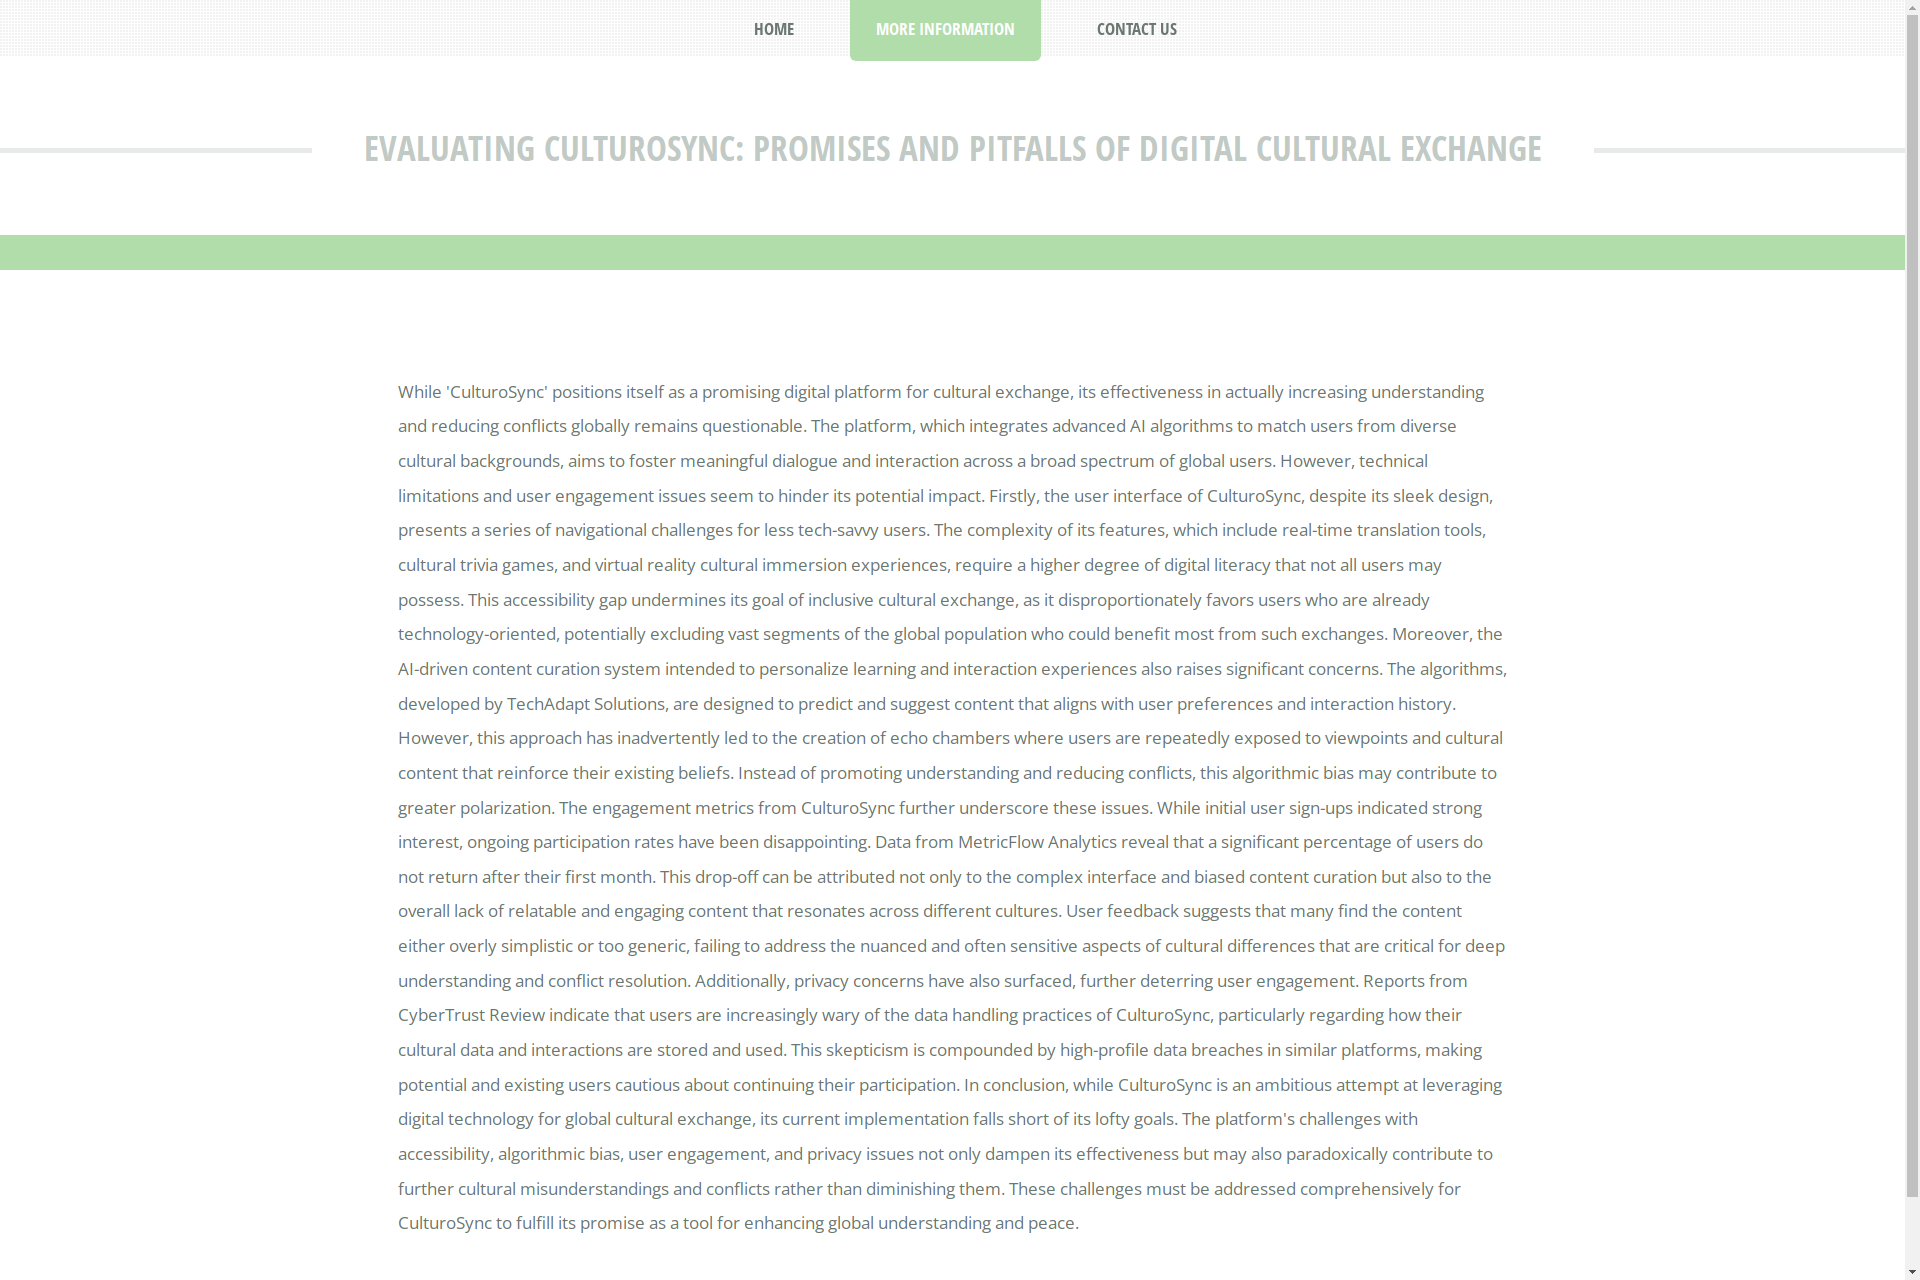 HOME
MORE INFORMATION
CONTACT US
EVALUATING CULTUROSYNC: PROMISES AND PITFALLS OF DIGITAL CULTURAL EXCHANGE
While 'CulturoSync' positions itself as a promising digital platform for cultural exchange, its effectiveness in actually increasing understanding
and reducing conflicts globally remains questionable. The platform, which integrates advanced AI algorithms to match users from diverse
cultural backgrounds, aims to foster meaningful dialogue and interaction across a broad spectrum of global users. However, technical
limitations and user engagement issues seem to hinder its potential impact. Firstly, the user interface of CulturoSync, despite its sleek design,
presents a series of navigational challenges for less tech-savvy users. The complexity of its features, which include real-time translation tools,
cultural trivia games, and virtual reality cultural immersion experiences, require a higher degree of digital literacy that not all users may
possess. This accessibility gap undermines its goal of inclusive cultural exchange, as it disproportionately favors users who are already
technology-oriented, potentially excluding vast segments of the global population who could benefit most from such exchanges. Moreover, the
AI-driven content curation system intended to personalize learning and interaction experiences also raises significant concerns. The algorithms,
developed by TechAdapt Solutions, are designed to predict and suggest content that aligns with user preferences and interaction history.
However, this approach has inadvertently led to the creation of echo chambers where users are repeatedly exposed to viewpoints and cultural
content that reinforce their existing beliefs. Instead of promoting understanding and reducing conflicts, this algorithmic bias may contribute to
greater polarization. The engagement metrics from CulturoSync further underscore these issues. While initial user sign-ups indicated strong
interest, ongoing participation rates have been disappointing. Data from MetricFlow Analytics reveal that a significant percentage of users do
not return after their first month. This drop-off can be attributed not only to the complex interface and biased content curation but also to the
overall lack of relatable and engaging content that resonates across different cultures. User feedback suggests that many find the content
either overly simplistic or too generic, failing to address the nuanced and often sensitive aspects of cultural differences that are critical for deep
understanding and conflict resolution. Additionally, privacy concerns have also surfaced, further deterring user engagement. Reports from
CyberTrust Review indicate that users are increasingly wary of the data handling practices of CulturoSync, particularly regarding how their
cultural data and interactions are stored and used. This skepticism is compounded by high-profile data breaches in similar platforms, making
potential and existing users cautious about continuing their participation. In conclusion, while CulturoSync is an ambitious attempt at leveraging
digital technology for global cultural exchange, its current implementation falls short of its lofty goals. The platform's challenges with
accessibility, algorithmic bias, user engagement, and privacy issues not only dampen its effectiveness but may also paradoxically contribute to
further cultural misunderstandings and conflicts rather than diminishing them. These challenges must be addressed comprehensively for
CulturoSync to fulfill its promise as a tool for enhancing global understanding and peace.